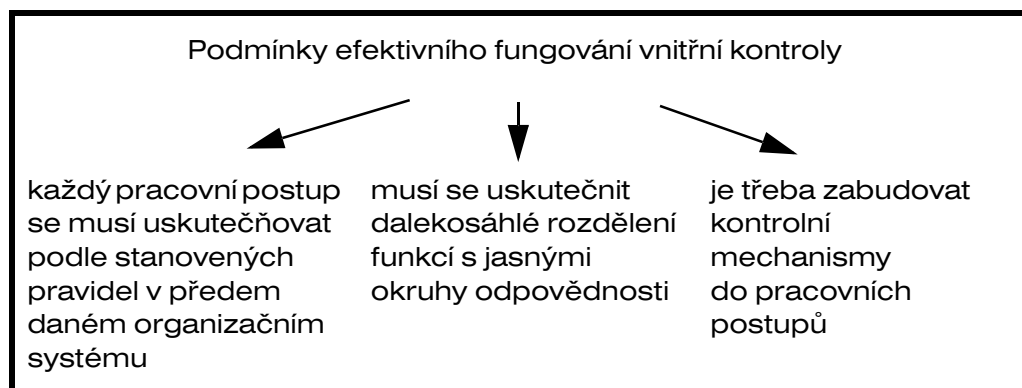 Podmínky efektivního fungování vnitřní kontroly
každý pracovní postup
se musí uskutečňovat
podle stanovených
pravidel v předem
daném organizačním
systému
musí se uskutečnit
dalekosáhlé rozdělení
funkcí s jasnými
okruhy odpovědnosti
je třeba zabudovat
kontrolní
mechanismy
do pracovních
postupů